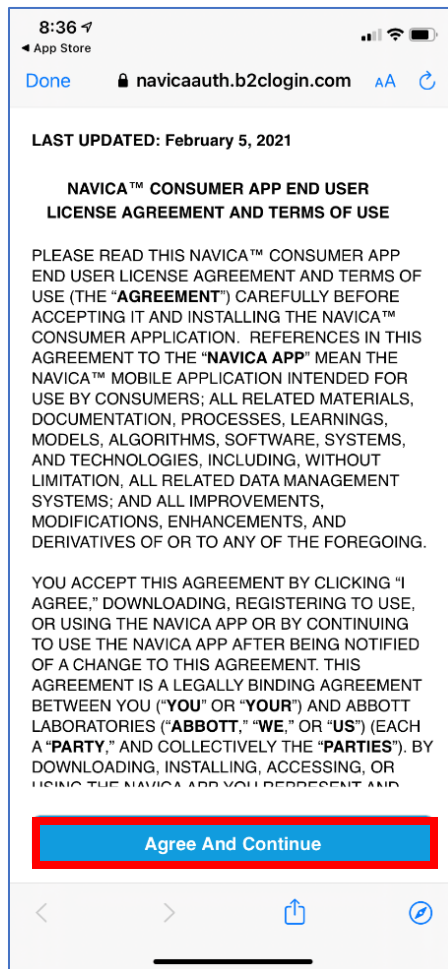 8:36
App Store
Done navicaauth.b2clogin.com AA
LAST UPDATED: February 5, 2021
NAVICA™ CONSUMER APP END USER
LICENSE AGREEMENT AND TERMS OF USE
PLEASE READ THIS NAVICA™ CONSUMER APP
END USER LICENSE AGREEMENT AND TERMS OF
USE (THE “AGREEMENT”) CAREFULLY BEFORE
ACCEPTING IT AND INSTALLING THE NAVICA™
CONSUMER APPLICATION. REFERENCES IN THIS
AGREEMENT TO THE “NAVICA APP” MEAN THE
NAVICA™ MOBILE APPLICATION INTENDED FOR
USE BY CONSUMERS; ALL RELATED MATERIALS,
DOCUMENTATION, PROCESSES, LEARNINGS,
MODELS, ALGORITHMS, SOFTWARE, SYSTEMS,
AND TECHNOLOGIES, INCLUDING, WITHOUT
LIMITATION, ALL RELATED DATA MANAGEMENT
SYSTEMS; AND ALL IMPROVEMENTS,
MODIFICATIONS, ENHANCEMENTS, AND
DERIVATIVES OF OR TO ANY OF THE FOREGOING.
YOU ACCEPT THIS AGREEMENT BY CLICKING “I
AGREE,” DOWNLOADING, REGISTERING TO USE,
OR USING THE NAVICA APP OR BY CONTINUING
TO USE THE NAVICA APP AFTER BEING NOTIFIED
OF A CHANGE TO THIS AGREEMENT. THIS
AGREEMENT IS A LEGALLY BINDING AGREEMENT
BETWEEN YOU (“YOU” OR “YOUR”) AND ABBOTT
LABORATORIES (“ABBOTT,” “WE,” OR “US”) (EACH
A “PARTY,” AND COLLECTIVELY THE “PARTIES”). BY
DOWNLOADING, INSTALLING, ACCESSING, OR
USING THE NAVICA APP YOU REPRESENT AND
Agree And Continue